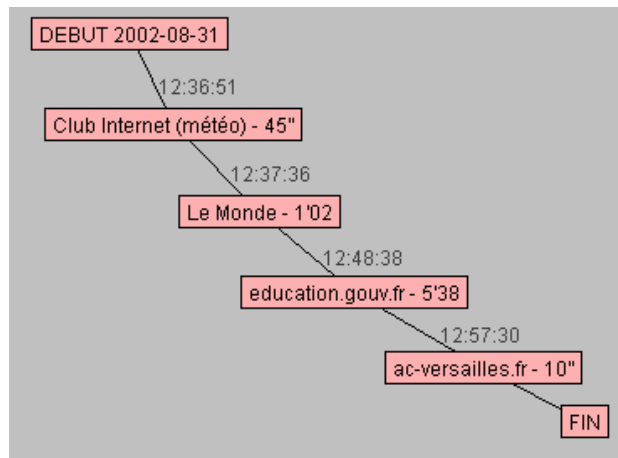 DEBUT 2002-08-31
12:36:51
Club Internet (météo) - 45"
12:37:36
Le Monde - 1'02
12:48:38
education.gouv.fr - 5'38
12:57:30
ac-versailles.fr - 10"
FIN